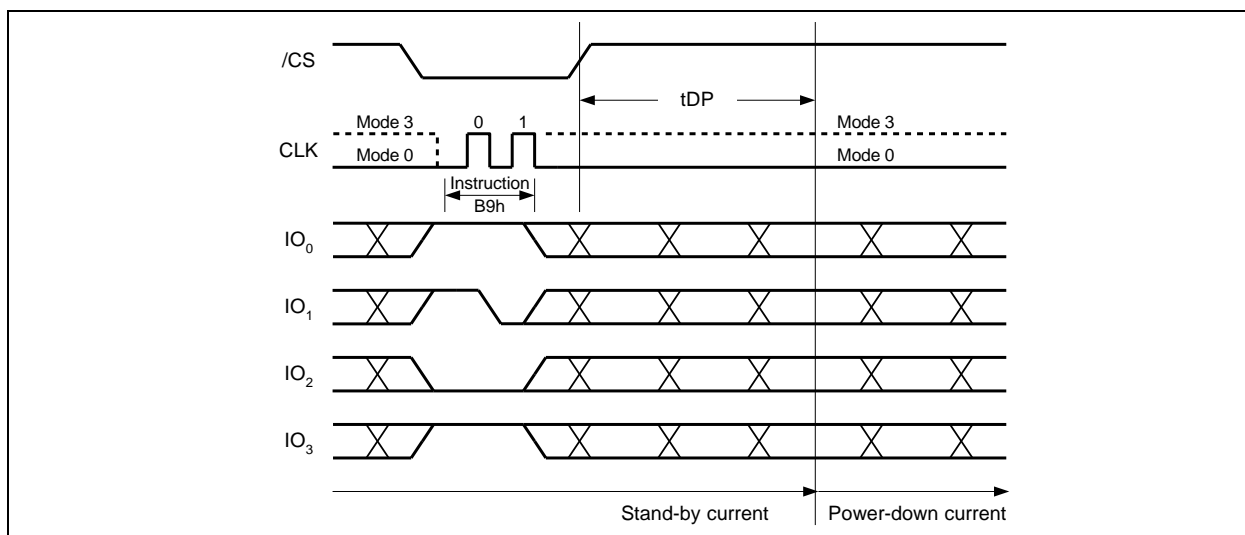 /CS
tDP
Mode 3 0 1 Mode 3
CLK
Mode 0 Mode 0
Instruction
B9h
IO0
IO1
IO2
IO3
Stand-by current Power-down current